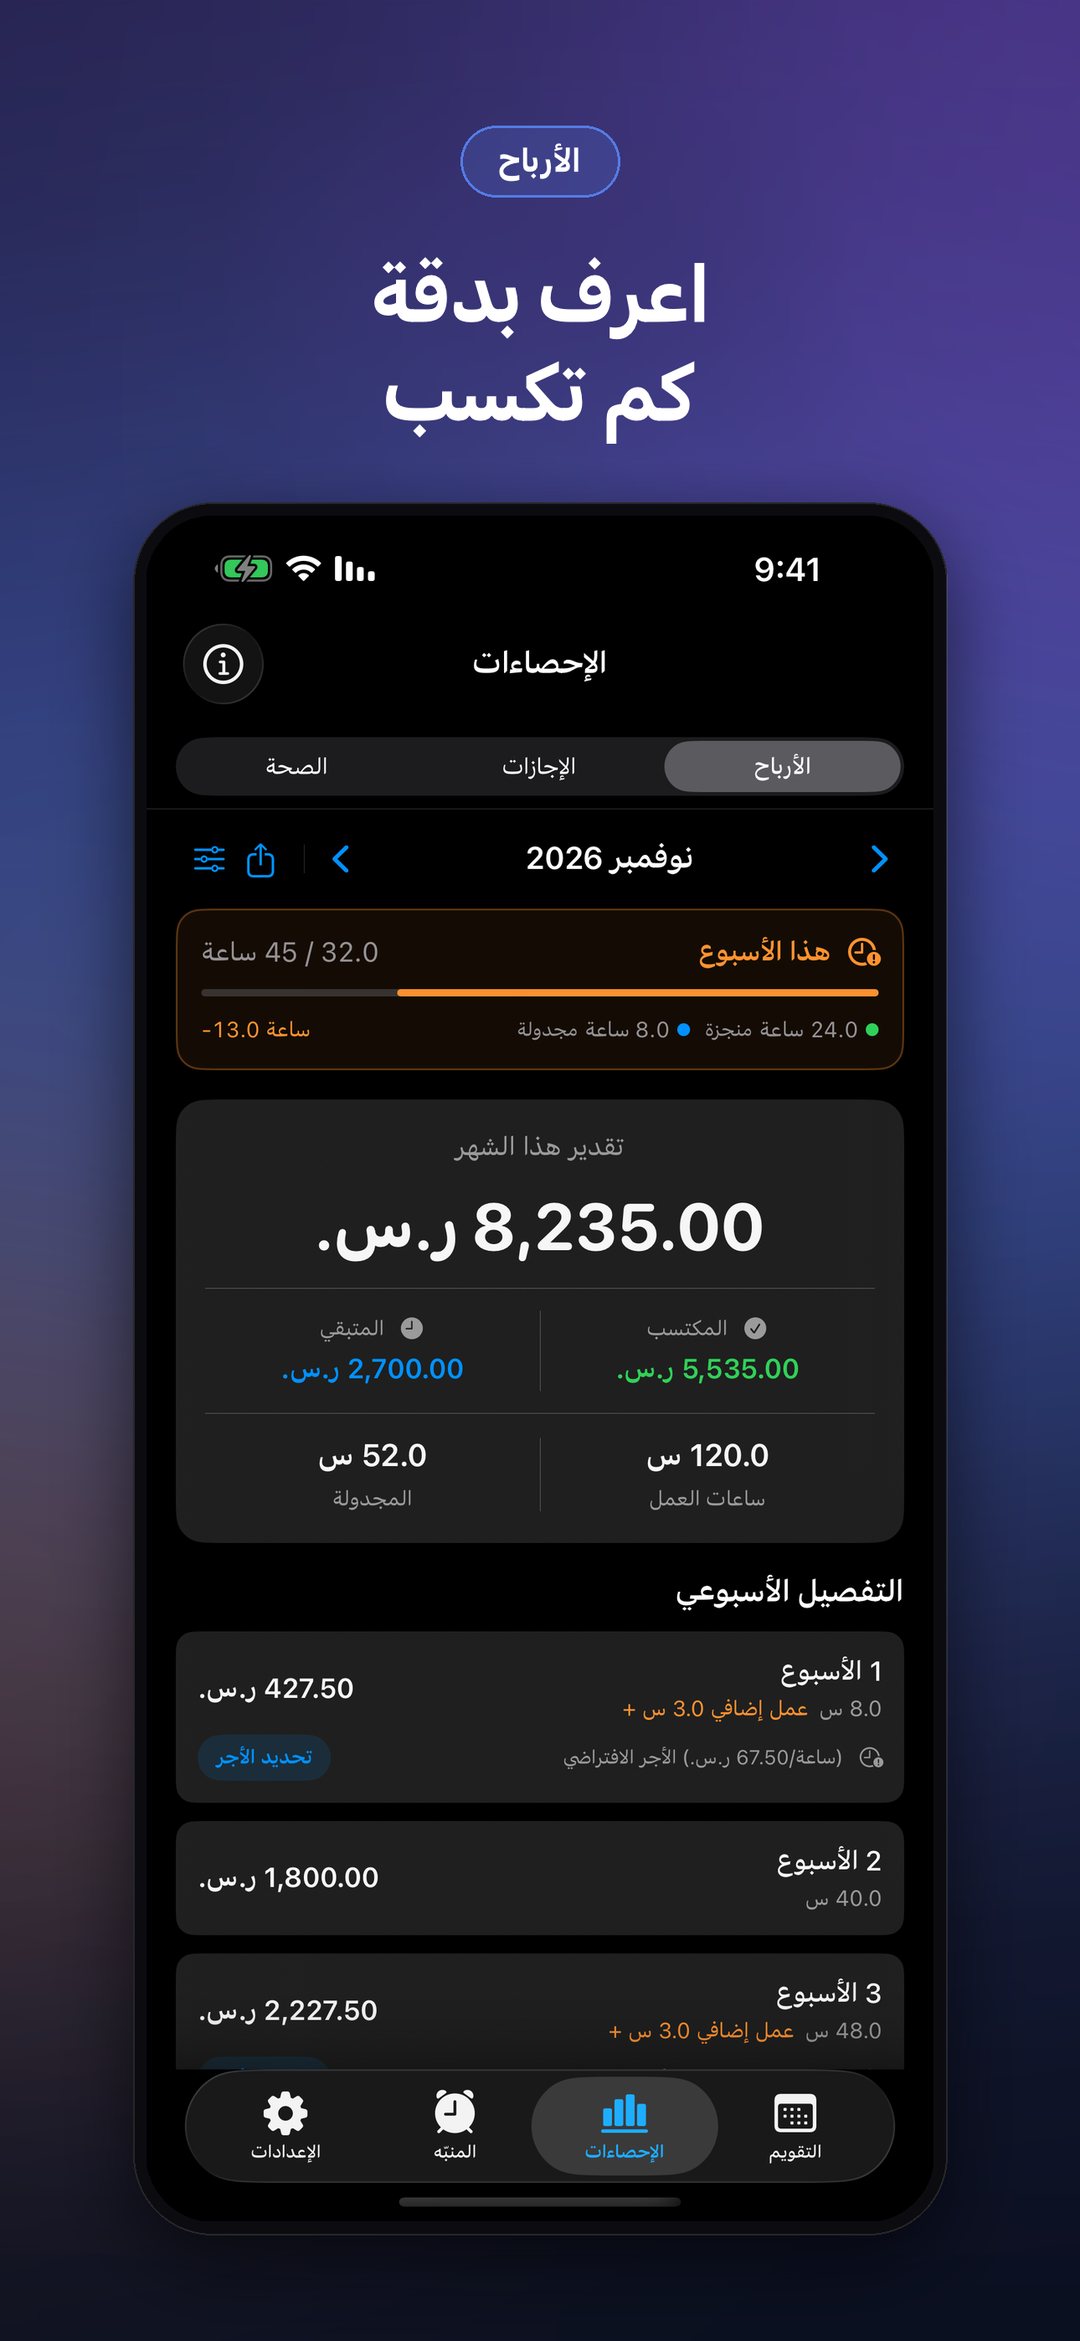 الأرباح
اعرف بدقة
كم تكسب
9:41
الإحصاءات
الأرباح
الإجازات
الصحة
نوفمبر 2026
هذا الأسبوع
32.0 / 45 ساعة
24.0 ساعة منجزة
8.0 ساعة مجدولة
-13.0 ساعة
تقدير هذا الشهر
8,235.00 ر.س.
المكتسب
5,535.00 ر.س.
المتبقي
2,700.00 ر.س.
120.0 س
ساعات العمل
52.0 س
المجدولة
التفصيل الأسبوعي
1 الأسبوع
427.50 ر.س.
8.0 س
عمل إضافي 3.0 س +
(ساعة/67.50 ر.س.) الأجر الافتراضي
تحديد الأجر
2 الأسبوع
1,800.00 ر.س.
40.0 س
3 الأسبوع
2,227.50 ر.س.
48.0 س
عمل إضافي 3.0 س +
التقويم
الإحصاءات
المنبّه
الإعدادات